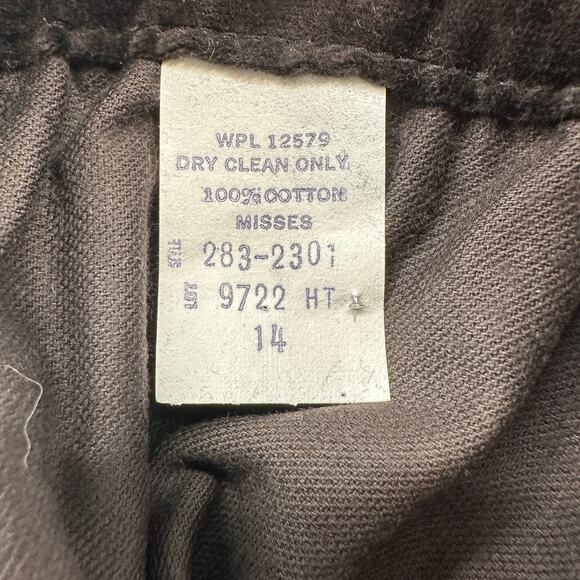 WPL 12579
DRY CLEAN ONLY
100% COTTON
MISSES
STYLE 283-2301
LOT 9722 HT
14